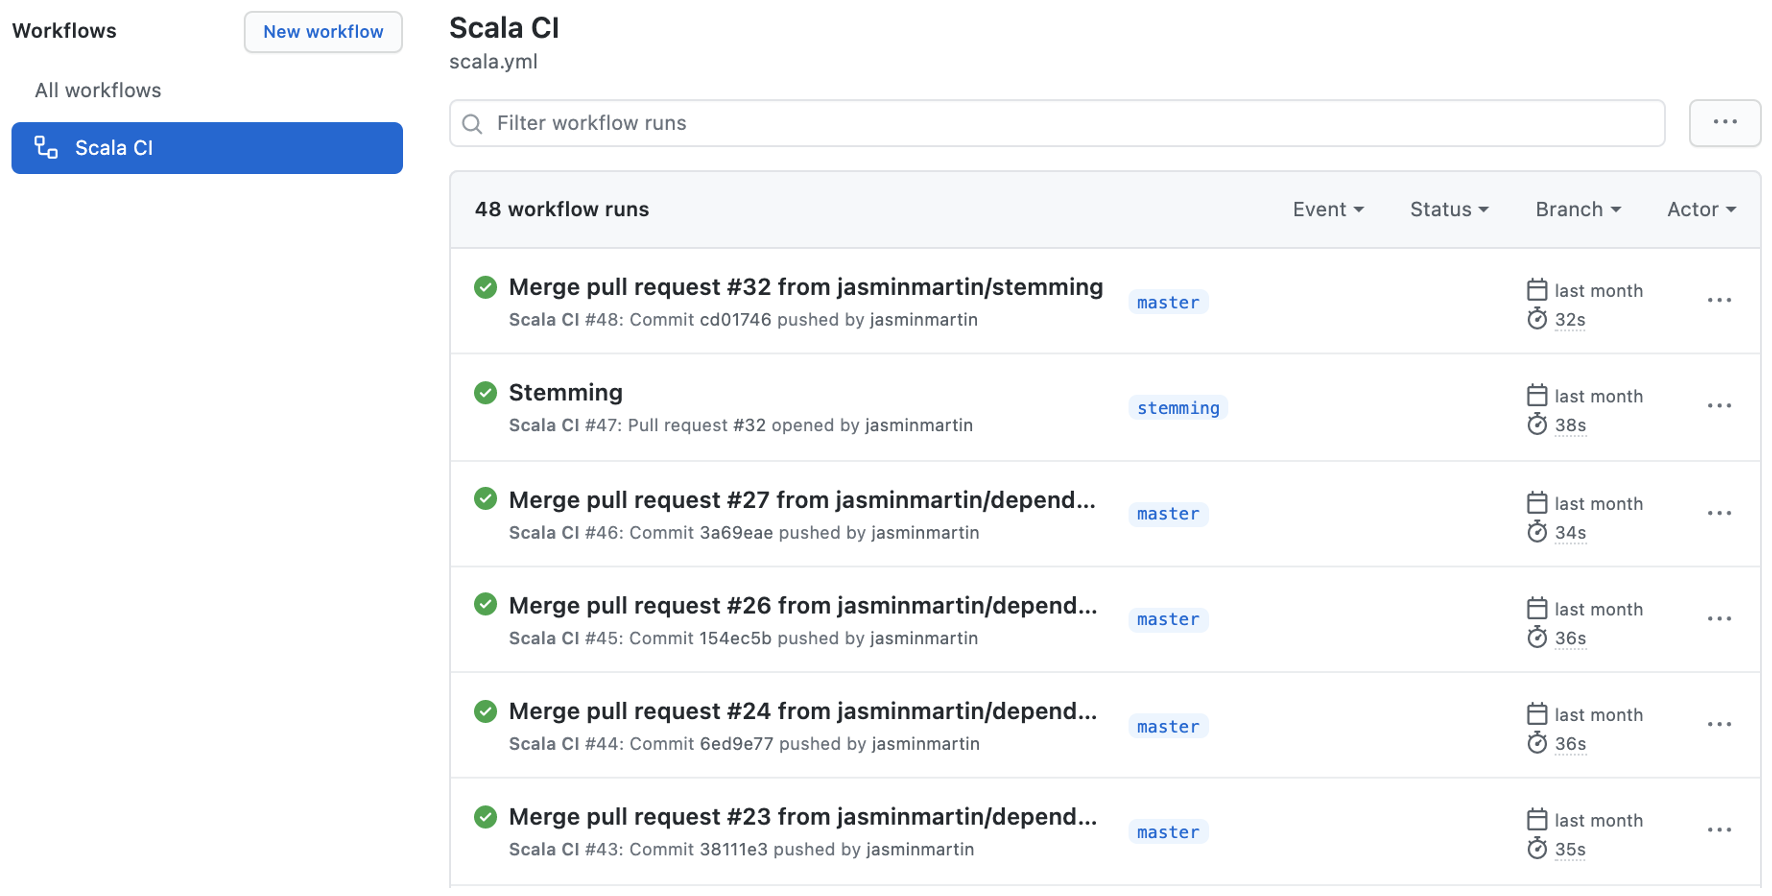 Workflows
New workflow
All workflows
Scala CI
Scala CI
scala.yml
Filter workflow runs
48 workflow runs
Event
Status
Branch
Actor
Merge pull request #32 from jasminmartin/stemming
Scala CI #48: Commit cd01746 pushed by jasminmartin
master
last month
32s
Stemming
Scala CI #47: Pull request #32 opened by jasminmartin
stemming
last month
38s
Merge pull request #27 from jasminmartin/depend...
Scala CI #46: Commit 3a69eae pushed by jasminmartin
master
last month
34s
Merge pull request #26 from jasminmartin/depend...
Scala CI #45: Commit 154ec5b pushed by jasminmartin
master
last month
36s
Merge pull request #24 from jasminmartin/depend...
Scala CI #44: Commit 6ed9e77 pushed by jasminmartin
master
last month
36s
Merge pull request #23 from jasminmartin/depend...
Scala CI #43: Commit 38111e3 pushed by jasminmartin
master
last month
35s